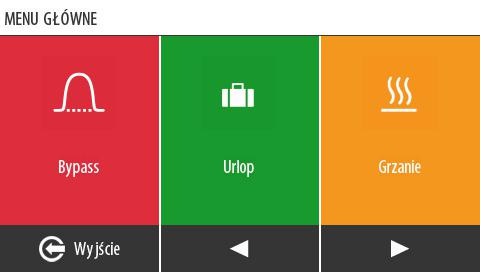 MENU GŁÓWNE
Bypass
Urlop
Grzanie
Wyjście